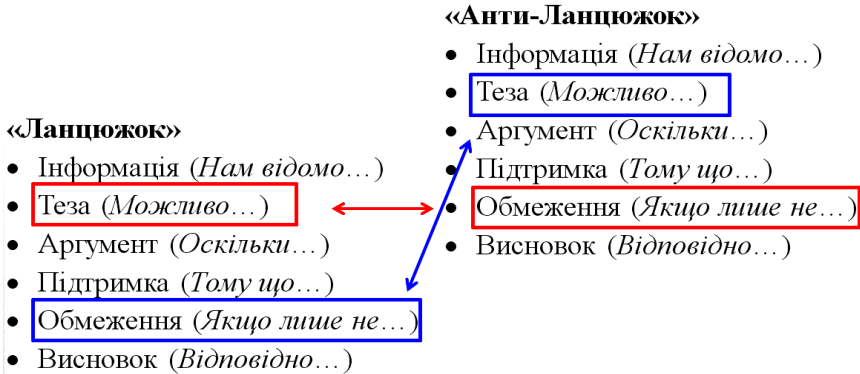 «Ланцюжок»
• Інформація (Нам відомо…)
• Теза (Можливо…)
• Аргумент (Оскільки…)
• Підтримка (Тому що…)
• Обмеження (Якщо лише не…)
• Висновок (Відповідно…)
«Анти-Ланцюжок»
• Інформація (Нам відомо…)
• Теза (Можливо…)
• Аргумент (Оскільки…)
• Підтримка (Тому що…)
• Обмеження (Якщо лише не…)
• Висновок (Відповідно…)